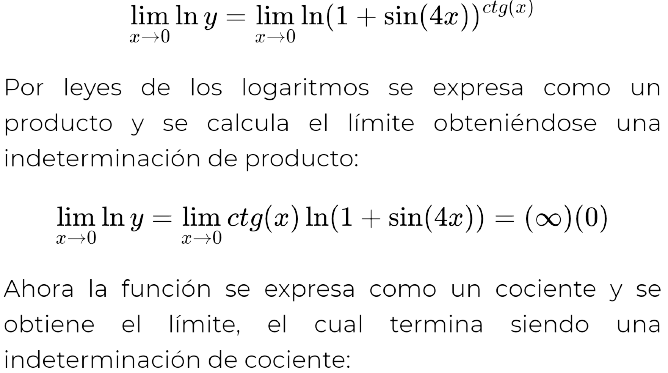 lim ln y = lim ln(1 + sin(4x))^{ctg(x)}
x→0 x→0
Por leyes de los logaritmos se expresa como un
producto y se calcula el límite obteniéndose una
indeterminación de producto:
lim ln y = lim ctg(x) ln(1 + sin(4x)) = (∞)(0)
x→0 x→0
Ahora la función se expresa como un cociente y se
obtiene el límite, el cual termina siendo una
indeterminación de cociente: